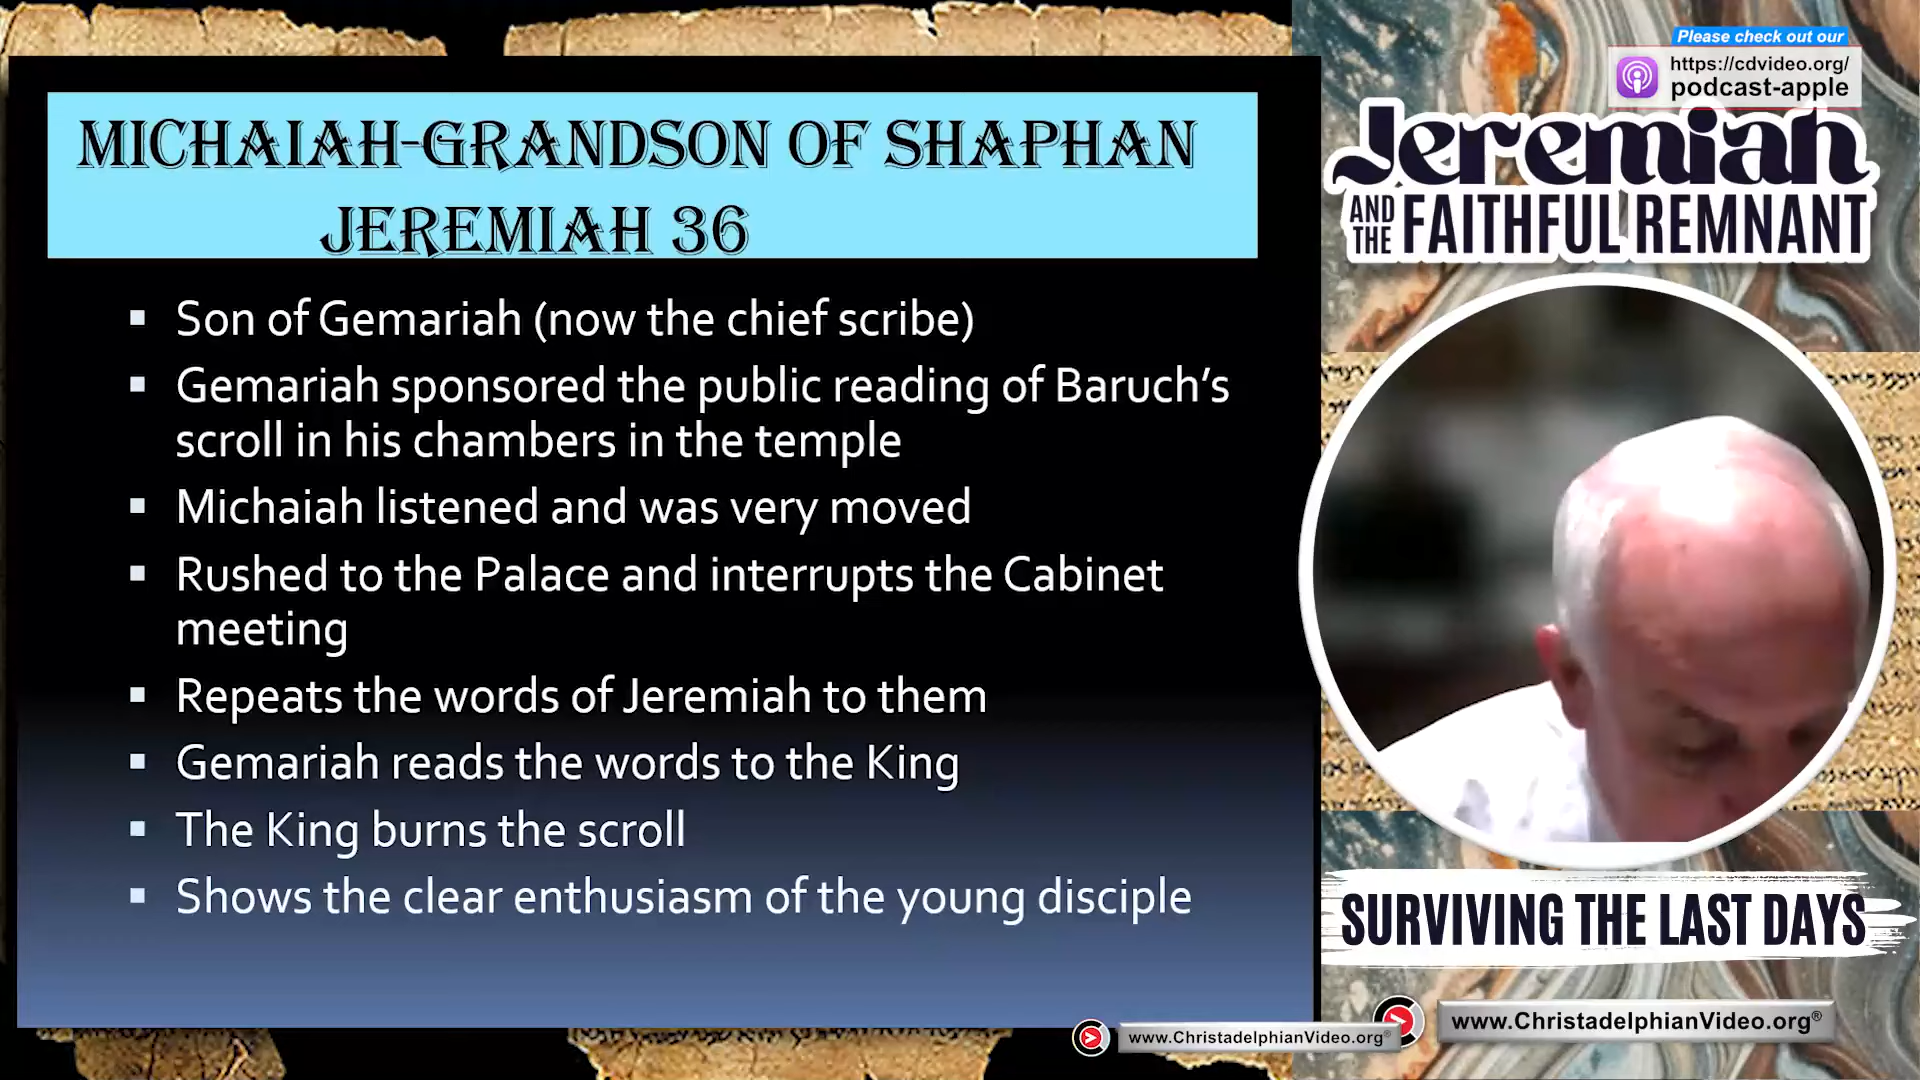 MICHAIAH-GRANDSON OF SHAPHAN
JEREMIAH 36
▪ Son of Gemariah (now the chief scribe)
▪ Gemariah sponsored the public reading of Baruch’s
scroll in his chambers in the temple
▪ Michaiah listened and was very moved
▪ Rushed to the Palace and interrupts the Cabinet
meeting
▪ Repeats the words of Jeremiah to them
▪ Gemariah reads the words to the King
▪ The King burns the scroll
▪ Shows the clear enthusiasm of the young disciple
www.ChristadelphianVideo.org®
Please check out our
https://cdvideo.org/
podcast-apple
Jeremiah
AND THE FAITHFUL REMNANT
SURVIVING THE LAST DAYS
www.ChristadelphianVideo.org®